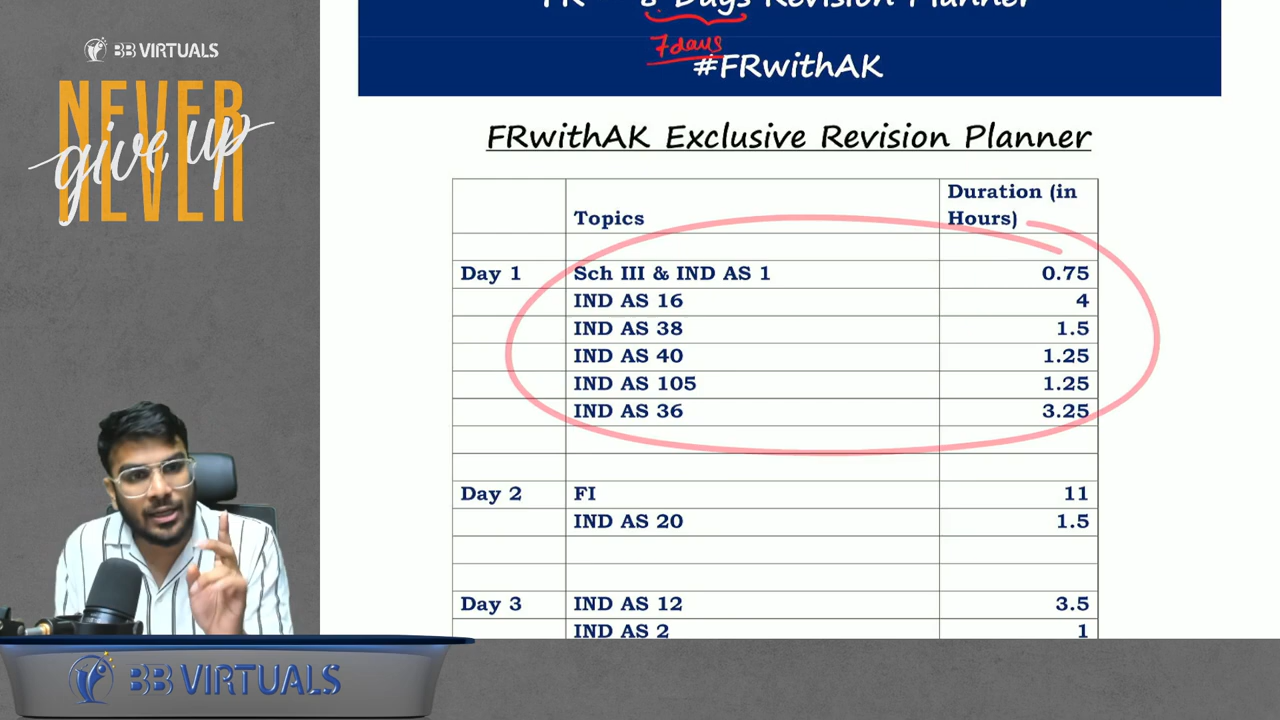 FR - 8 Days Revision Planner
7 days
#FRwithAK
BB VIRTUALS
NEVER
give up
NEVER
FRwithAK Exclusive Revision Planner
Topics Duration (in Hours)
Day 1 Sch III & IND AS 1 0.75
IND AS 16 4
IND AS 38 1.5
IND AS 40 1.25
IND AS 105 1.25
IND AS 36 3.25
Day 2 FI 11
IND AS 20 1.5
Day 3 IND AS 12 3.5
IND AS 2 1
BB VIRTUALS